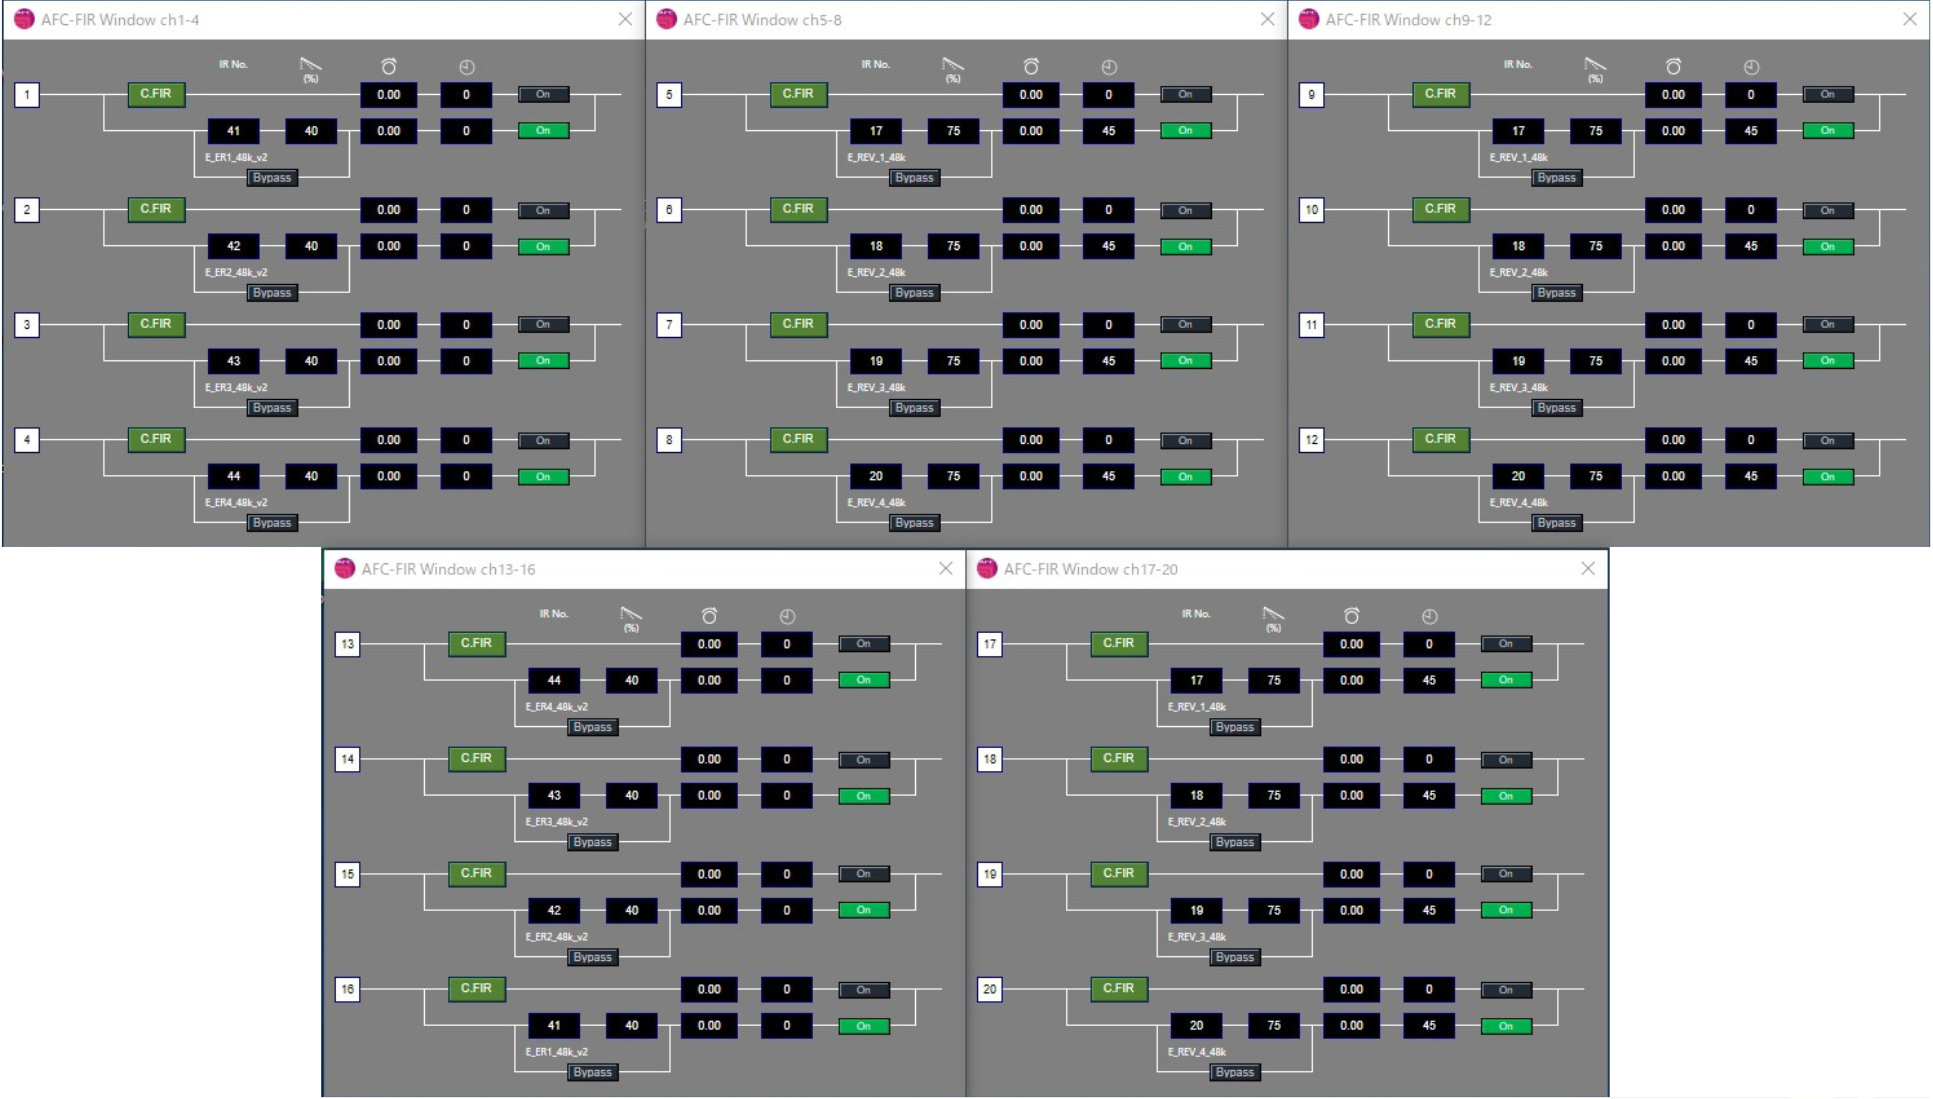 AFC-FIR Window ch1-4
IR No.
(%)
1 C.FIR 0.00 0 On
41 40 0.00 0 On
E_ER1_48k_v2
Bypass
2 C.FIR 0.00 0 On
42 40 0.00 0 On
E_ER2_48k_v2
Bypass
3 C.FIR 0.00 0 On
43 40 0.00 0 On
E_ER3_48k_v2
Bypass
4 C.FIR 0.00 0 On
44 40 0.00 0 On
E_ER4_48k_v2
Bypass
AFC-FIR Window ch5-8
IR No.
(%)
5 C.FIR 0.00 0 On
17 75 0.00 45 On
E_REV_1_48k
Bypass
6 C.FIR 0.00 0 On
18 75 0.00 45 On
E_REV_2_48k
Bypass
7 C.FIR 0.00 0 On
19 75 0.00 45 On
E_REV_3_48k
Bypass
8 C.FIR 0.00 0 On
20 75 0.00 45 On
E_REV_4_48k
Bypass
AFC-FIR Window ch9-12
IR No.
(%)
9 C.FIR 0.00 0 On
17 75 0.00 45 On
E_REV_1_48k
Bypass
10 C.FIR 0.00 0 On
18 75 0.00 45 On
E_REV_2_48k
Bypass
11 C.FIR 0.00 0 On
19 75 0.00 45 On
E_REV_3_48k
Bypass
12 C.FIR 0.00 0 On
20 75 0.00 45 On
E_REV_4_48k
Bypass
AFC-FIR Window ch13-16
IR No.
(%)
13 C.FIR 0.00 0 On
44 40 0.00 0 On
E_ER4_48k_v2
Bypass
14 C.FIR 0.00 0 On
43 40 0.00 0 On
E_ER3_48k_v2
Bypass
15 C.FIR 0.00 0 On
42 40 0.00 0 On
E_ER2_48k_v2
Bypass
16 C.FIR 0.00 0 On
41 40 0.00 0 On
E_ER1_48k_v2
Bypass
AFC-FIR Window ch17-20
IR No.
(%)
17 C.FIR 0.00 0 On
17 75 0.00 45 On
E_REV_1_48k
Bypass
18 C.FIR 0.00 0 On
18 75 0.00 45 On
E_REV_2_48k
Bypass
19 C.FIR 0.00 0 On
19 75 0.00 45 On
E_REV_3_48k
Bypass
20 C.FIR 0.00 0 On
20 75 0.00 45 On
E_REV_4_48k
Bypass